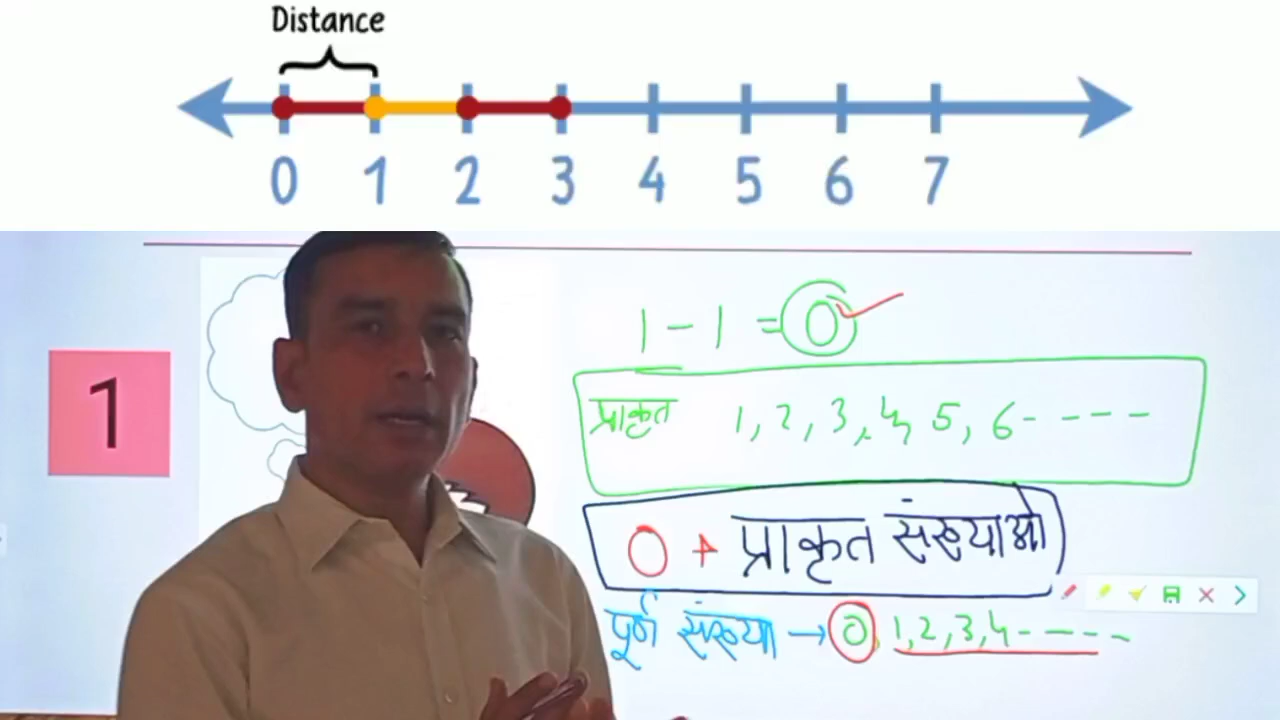 Distance
0 1 2 3 4 5 6 7
1
1 - 1 = 0
प्राकृत 1, 2, 3, 4, 5, 6 - - - -
0 + प्राकृत संख्याओ
पूर्ण संख्या → 0, 1, 2, 3, 4 - - - - -